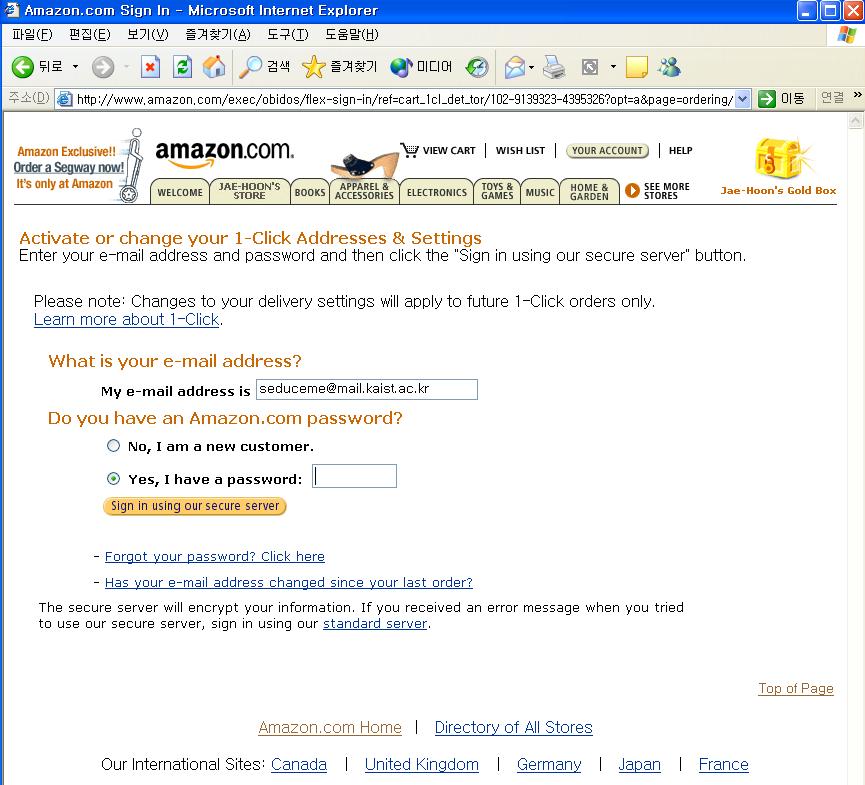 Amazon.com Sign In - Microsoft Internet Explorer
파일(F) 편집(E) 보기(V) 즐겨찾기(A) 도구(T) 도움말(H)
뒤로 검색 즐겨찾기 미디어
주소(D) http://www.amazon.com/exec/obidos/flex-sign-in/ref=cart_1cl_det_tor/102-9139323-4395326?opt=a&page=ordering/ 이동 연결 »
Amazon Exclusive!!
Order a Segway now!
It's only at Amazon
amazon.com.
VIEW CART | WISH LIST | YOUR ACCOUNT | HELP
WELCOME
JAE-HOON'S
STORE
BOOKS
APPAREL &
ACCESSORIES
ELECTRONICS
TOYS &
GAMES
MUSIC
HOME &
GARDEN
SEE MORE
STORES
Jae-Hoon's Gold Box
Activate or change your 1-Click Addresses & Settings
Enter your e-mail address and password and then click the "Sign in using our secure server" button.
Please note: Changes to your delivery settings will apply to future 1-Click orders only.
Learn more about 1-Click.
What is your e-mail address?
My e-mail address is seduceme@mail.kaist.ac.kr
Do you have an Amazon.com password?
No, I am a new customer.
Yes, I have a password:
Sign in using our secure server
- Forgot your password? Click here
- Has your e-mail address changed since your last order?
The secure server will encrypt your information. If you received an error message when you tried
to use our secure server, sign in using our standard server.
Top of Page
Amazon.com Home | Directory of All Stores
Our International Sites: Canada | United Kingdom | Germany | Japan | France